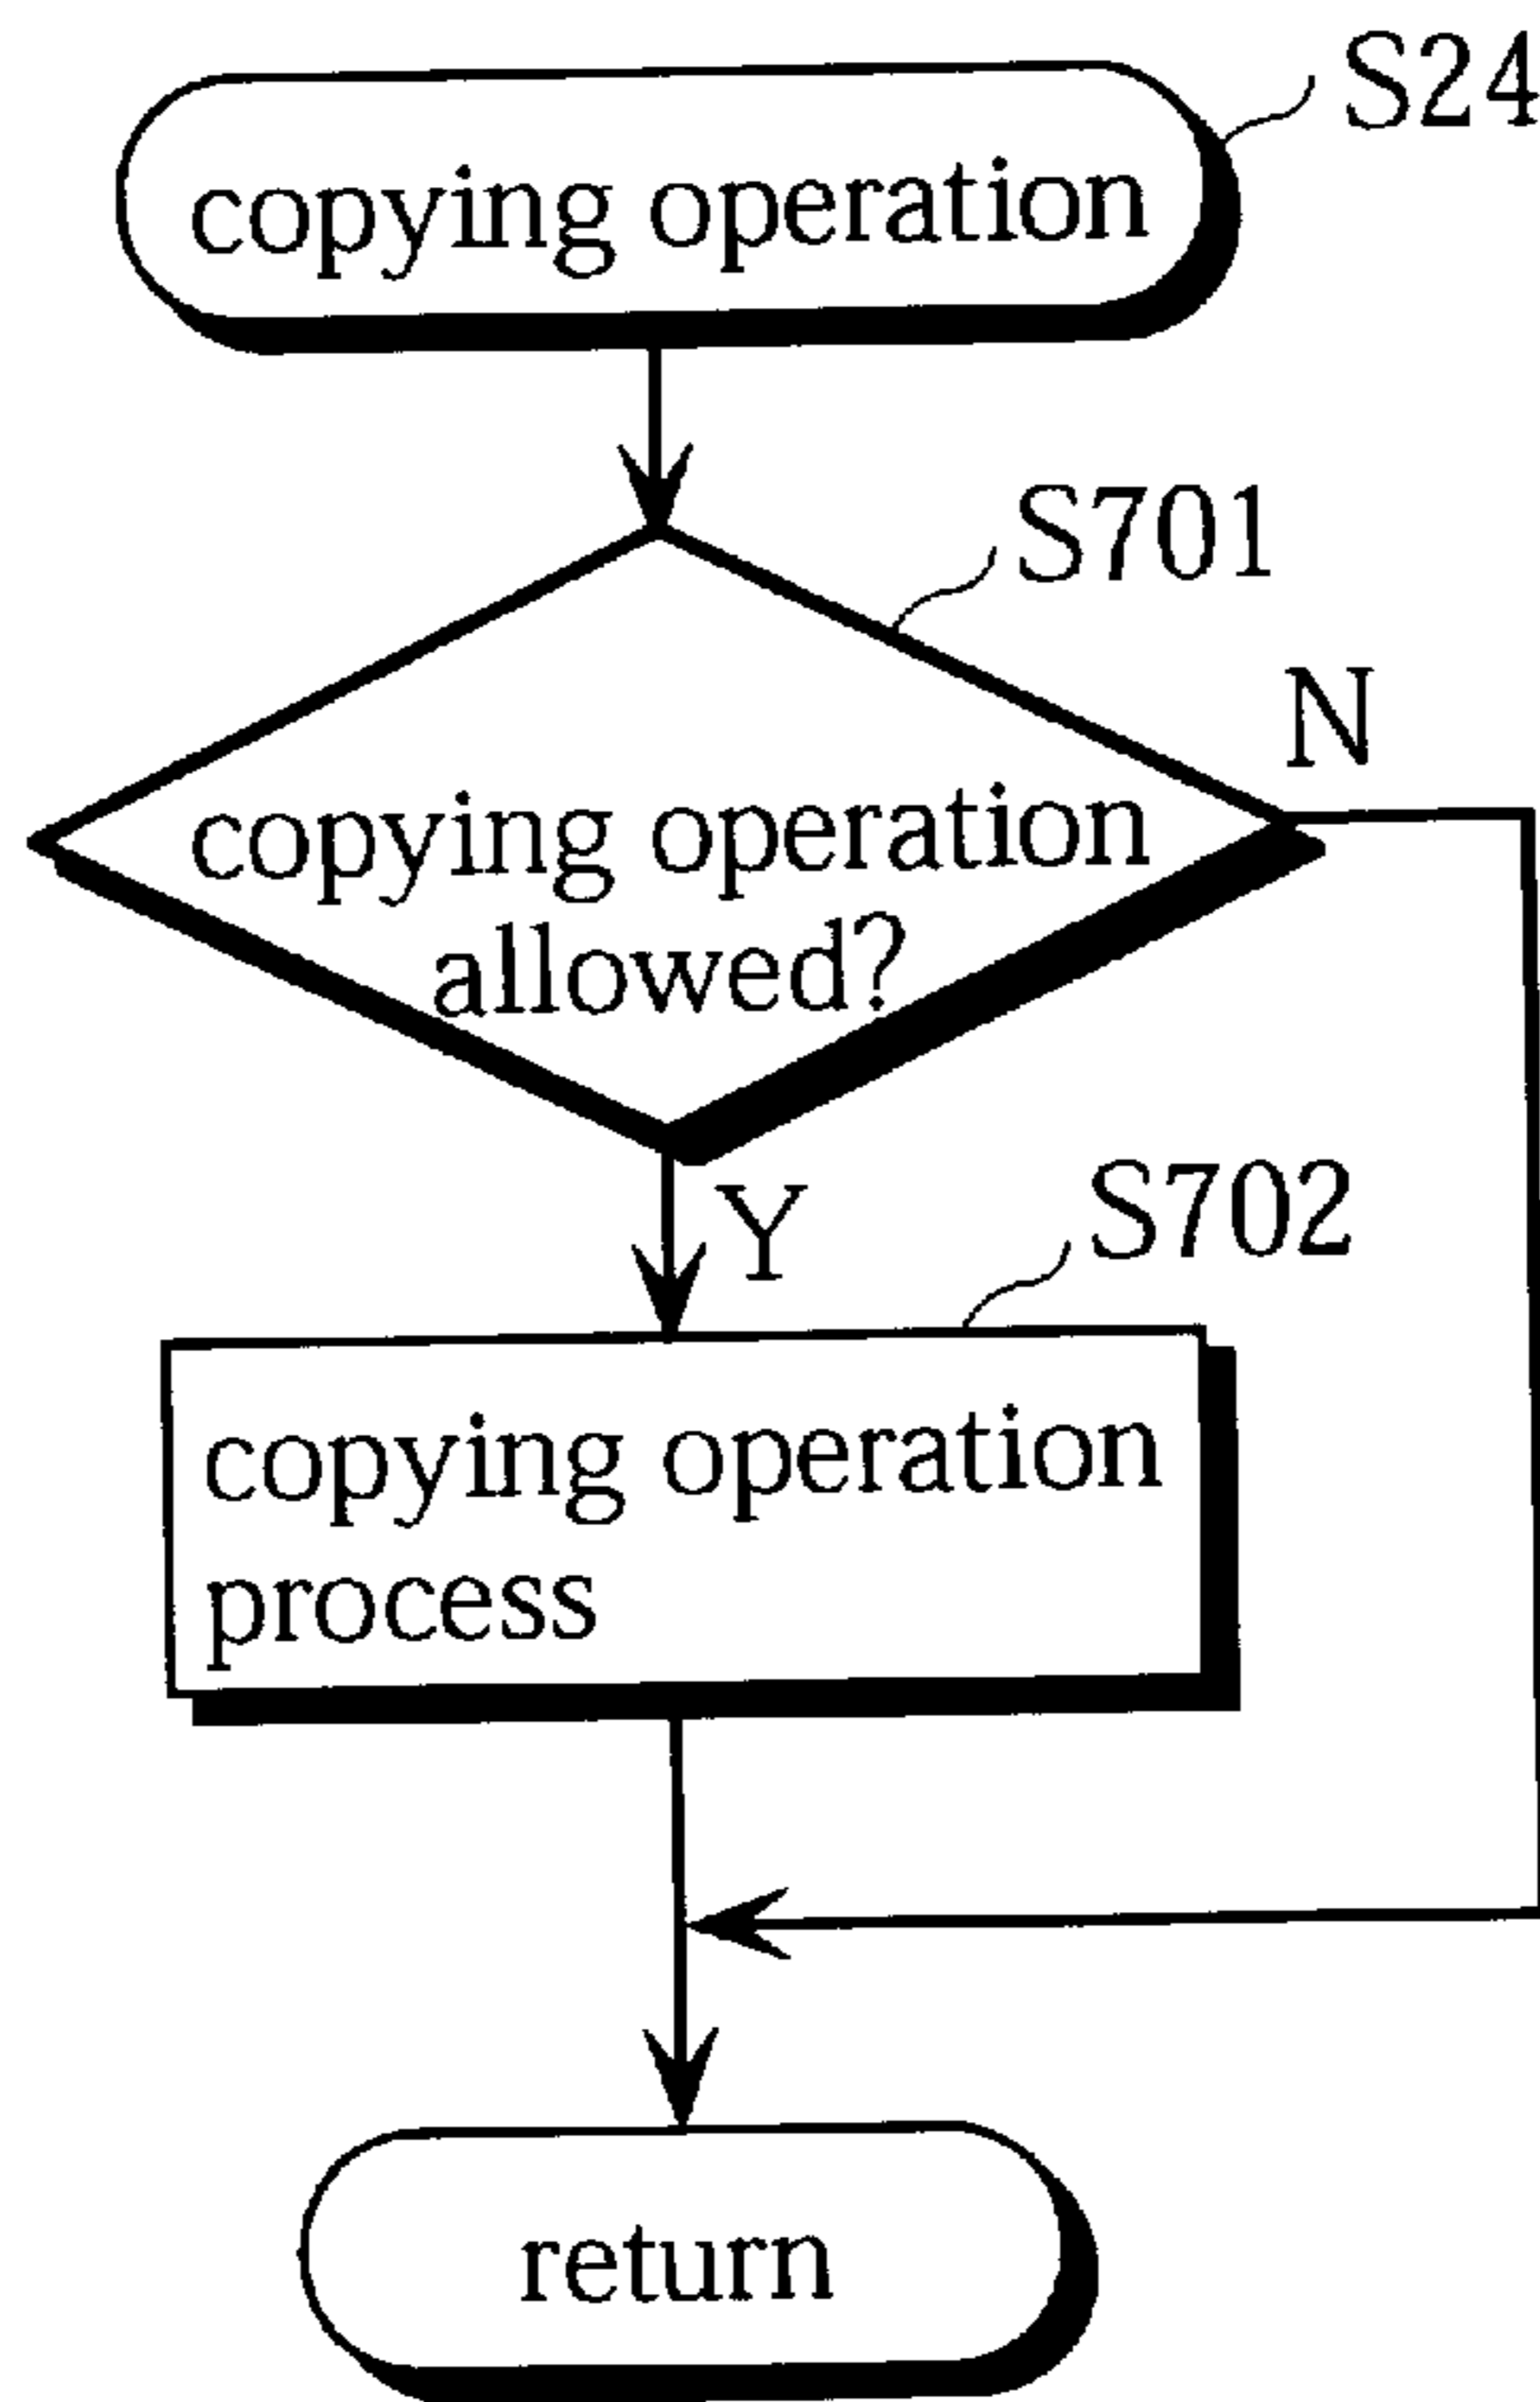 S24
copying operation
S701
N
copying operation
allowed?
Y
S702
copying operation
process
return